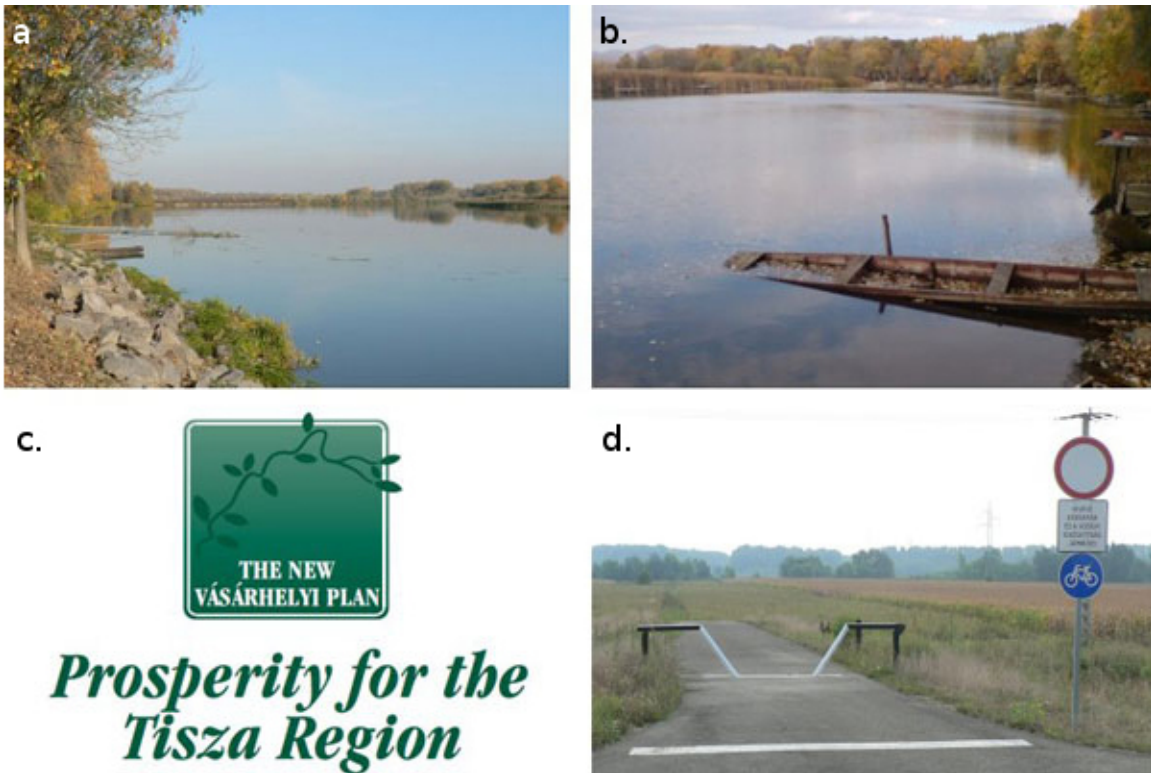 a
b.
c.
THE NEW
VÁSÁRHELYI PLAN
Prosperity for the
Tisza Region
d.